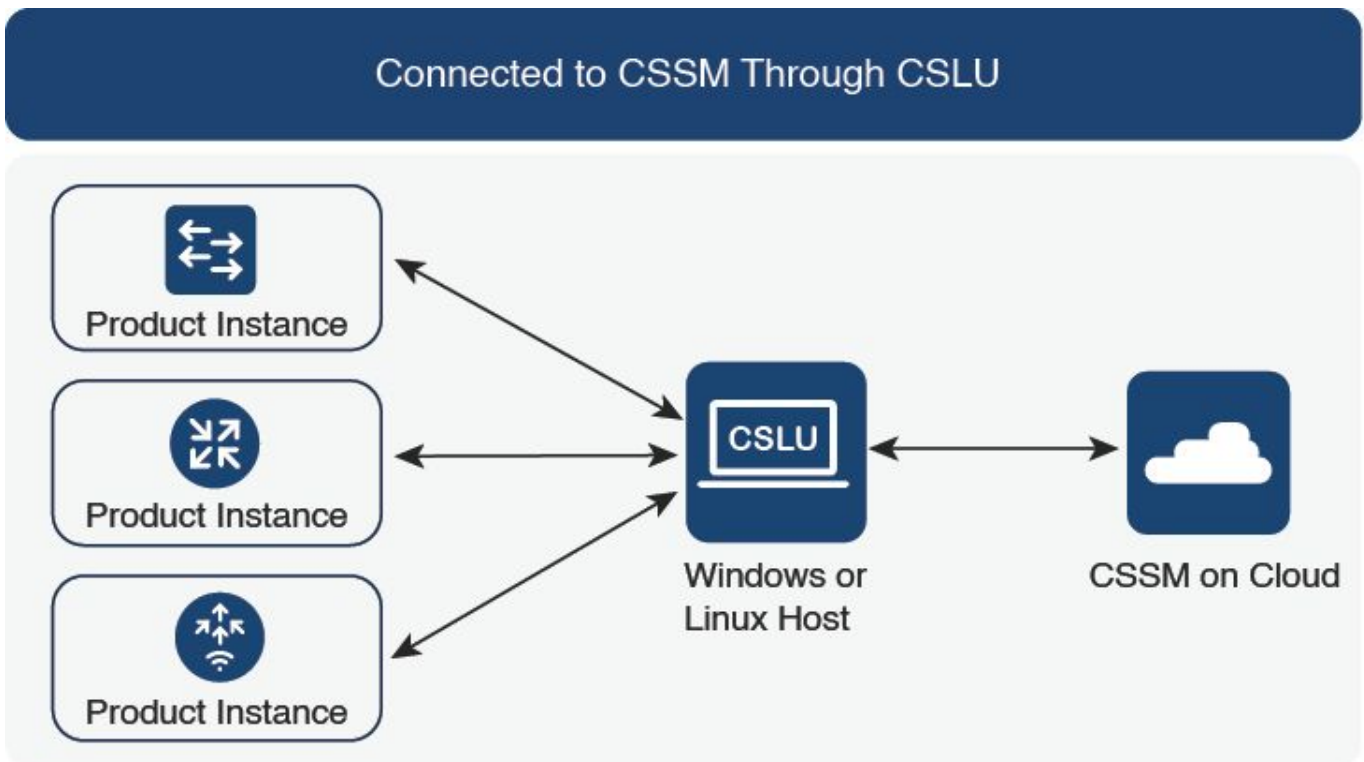 Connected to CSSM Through CSLU
Product Instance
Product Instance
Product Instance
CSLU
Windows or
Linux Host
CSSM on Cloud